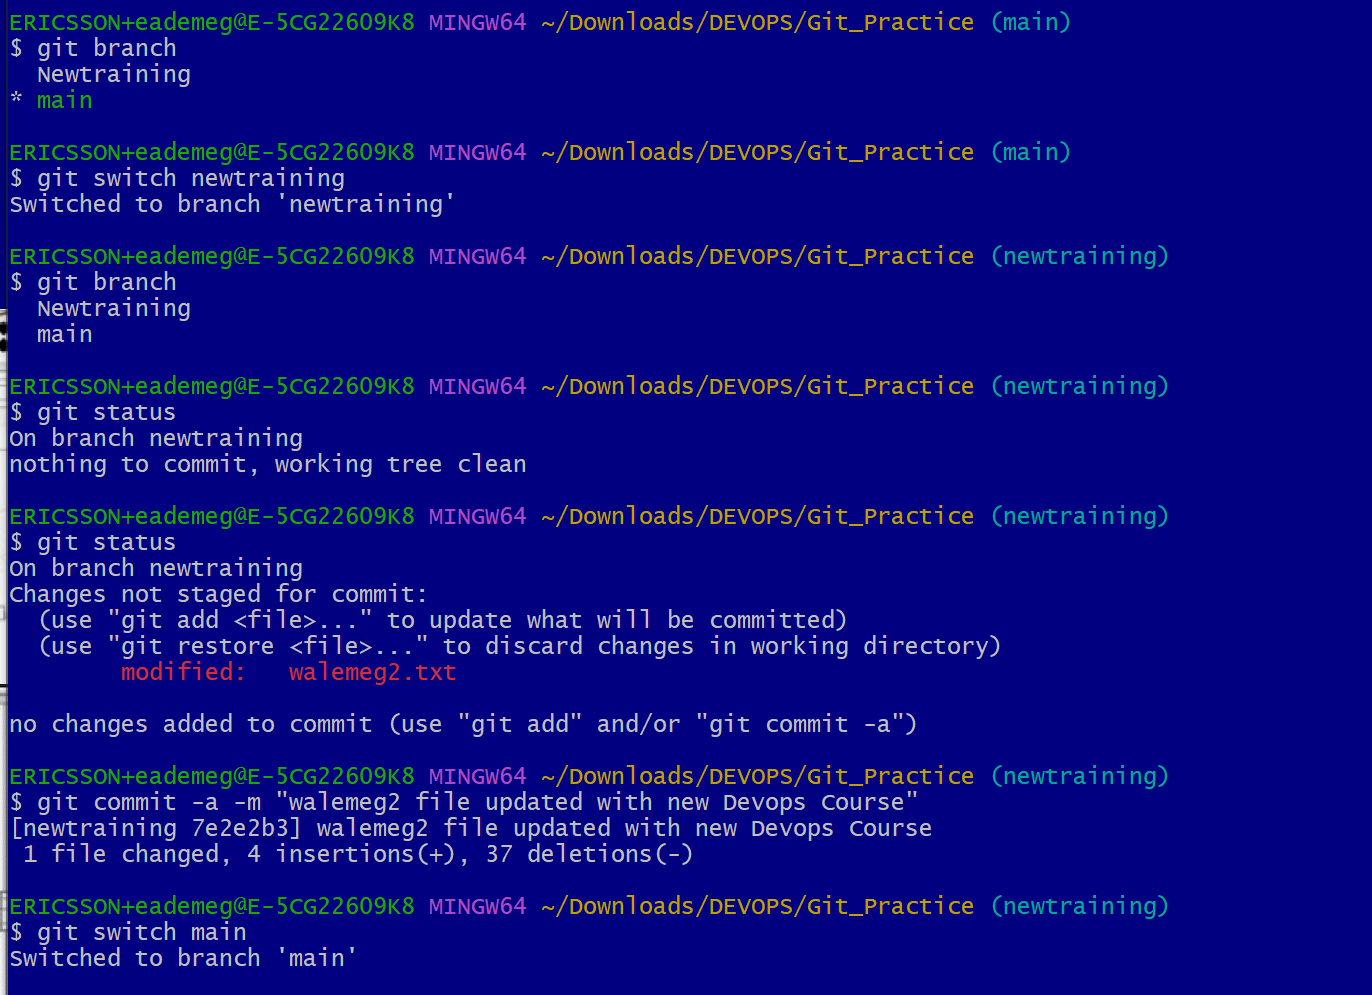 ERICSSON+eademeg@E-5CG22609K8 MINGW64 ~/Downloads/DEVOPS/Git_Practice (main)
$ git branch
  Newtraining
* main

ERICSSON+eademeg@E-5CG22609K8 MINGW64 ~/Downloads/DEVOPS/Git_Practice (main)
$ git switch newtraining
Switched to branch 'newtraining'

ERICSSON+eademeg@E-5CG22609K8 MINGW64 ~/Downloads/DEVOPS/Git_Practice (newtraining)
$ git branch
  Newtraining
  main

ERICSSON+eademeg@E-5CG22609K8 MINGW64 ~/Downloads/DEVOPS/Git_Practice (newtraining)
$ git status
On branch newtraining
nothing to commit, working tree clean

ERICSSON+eademeg@E-5CG22609K8 MINGW64 ~/Downloads/DEVOPS/Git_Practice (newtraining)
$ git status
On branch newtraining
Changes not staged for commit:
  (use "git add <file>..." to update what will be committed)
  (use "git restore <file>..." to discard changes in working directory)
        modified:   walemeg2.txt

no changes added to commit (use "git add" and/or "git commit -a")

ERICSSON+eademeg@E-5CG22609K8 MINGW64 ~/Downloads/DEVOPS/Git_Practice (newtraining)
$ git commit -a -m "walemeg2 file updated with new Devops Course"
[newtraining 7e2e2b3] walemeg2 file updated with new Devops Course
 1 file changed, 4 insertions(+), 37 deletions(-)

ERICSSON+eademeg@E-5CG22609K8 MINGW64 ~/Downloads/DEVOPS/Git_Practice (newtraining)
$ git switch main
Switched to branch 'main'